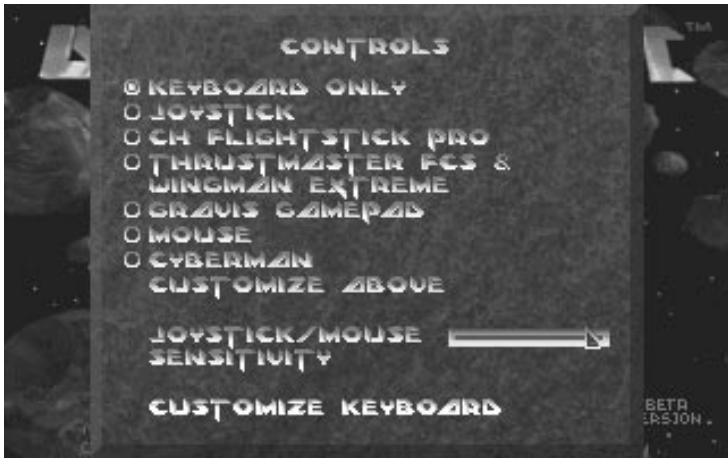 CONTROLS
KEYBOARD ONLY
JOYSTICK
CH FLIGHTSTICK PRO
THRUSTMASTER FCS &
WINGMAN EXTREME
GRAVIS GAMEPAD
MOUSE
CYBERMAN
CUSTOMIZE ABOVE
JOYSTICK/MOUSE
SENSITIVITY
CUSTOMIZE KEYBOARD
TM
BETA